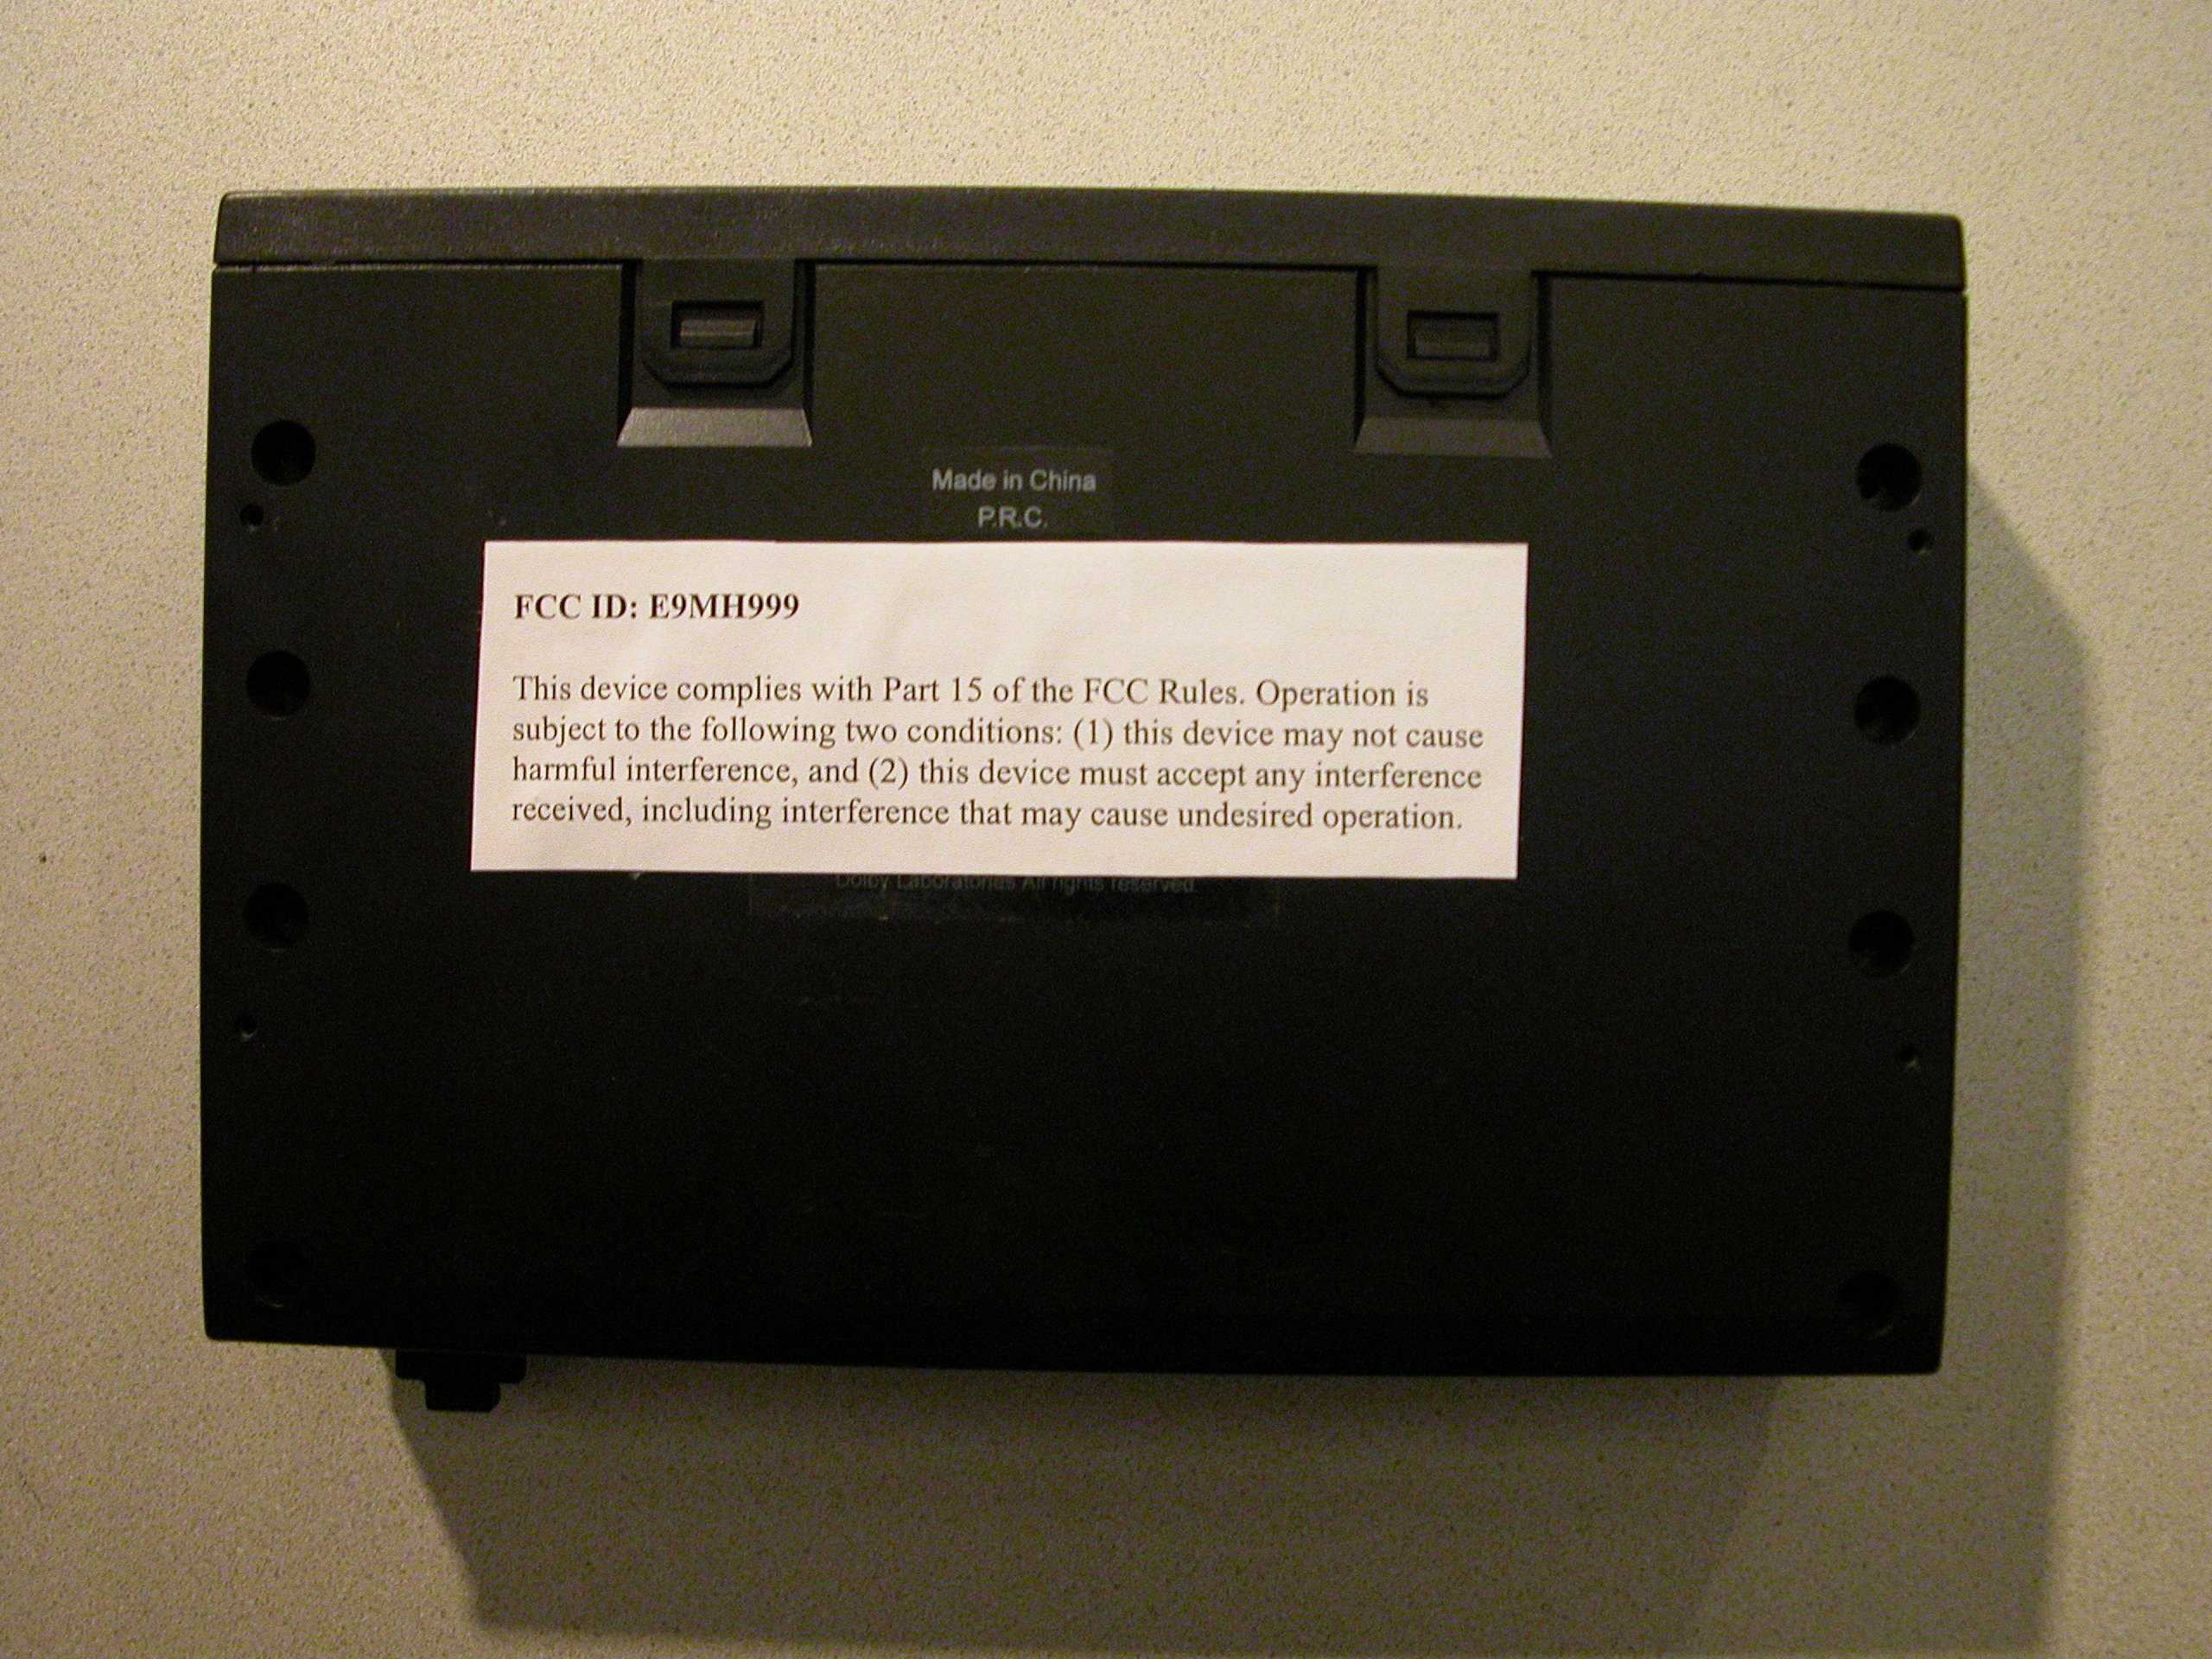 Made in China
P.R.C.
FCC ID: E9MH999
This device complies with Part 15 of the FCC Rules. Operation is
subject to the following two conditions: (1) this device may not cause
harmful interference, and (2) this device must accept any interference
received, including interference that may cause undesired operation.
Dolby Laboratories All rights reserved.